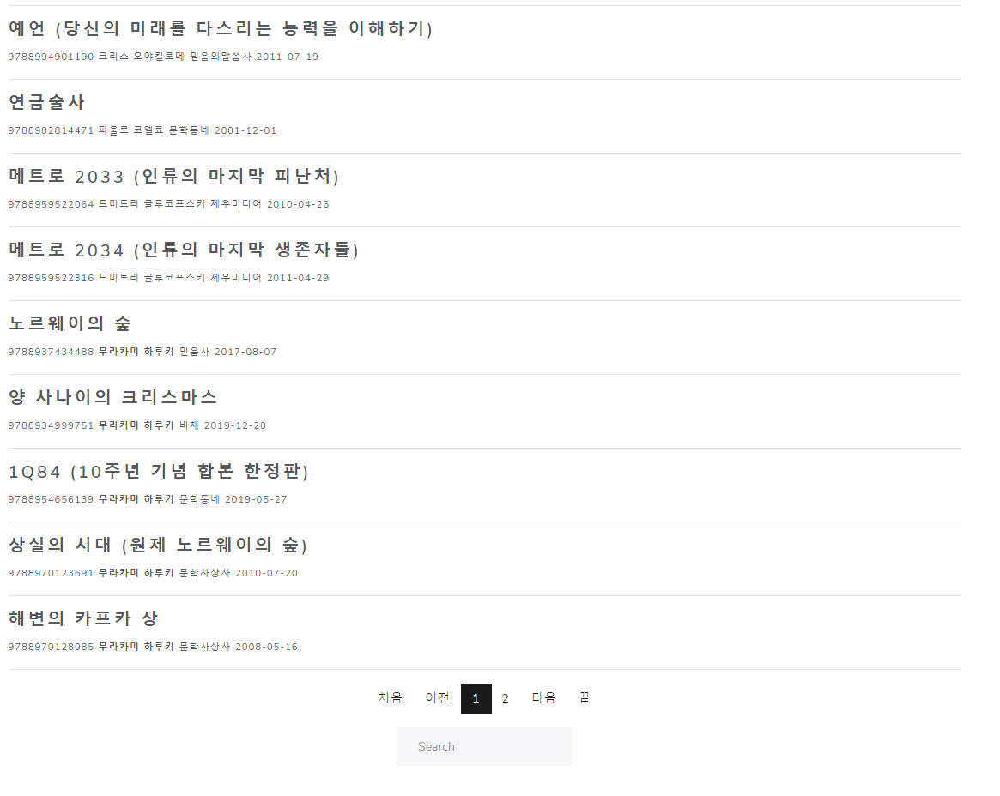 예언 (당신의 미래를 다스리는 능력을 이해하기)
9788994901190 크리스 오야킬로메 믿음의말씀사 2011-07-19
연금술사
9788982814471 파울로 코엘료 문학동네 2001-12-01
메트로 2033 (인류의 마지막 피난처)
9788959522064 드미트리 글루코프스키 제우미디어 2010-04-26
메트로 2034 (인류의 마지막 생존자들)
9788959522316 드미트리 글루코프스키 제우미디어 2011-04-29
노르웨이의 숲
9788937434488 무라카미 하루키 민음사 2017-08-07
양 사나이의 크리스마스
9788934999751 무라카미 하루키 비채 2019-12-20
1Q84 (10주년 기념 합본 한정판)
9788954656139 무라카미 하루키 문학동네 2019-05-27
상실의 시대 (원제 노르웨이의 숲)
9788970123691 무라카미 하루키 문학사상사 2010-07-20
해변의 카프카 상
9788970128085 무라카미 하루키 문학사상사 2008-05-16
처음 이전 1 2 다음 끝
Search